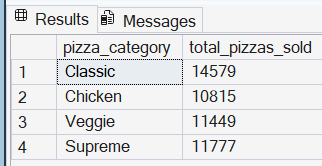 Results Messages
pizza_category total_pizzas_sold
1 Classic 14579
2 Chicken 10815
3 Veggie 11449
4 Supreme 11777